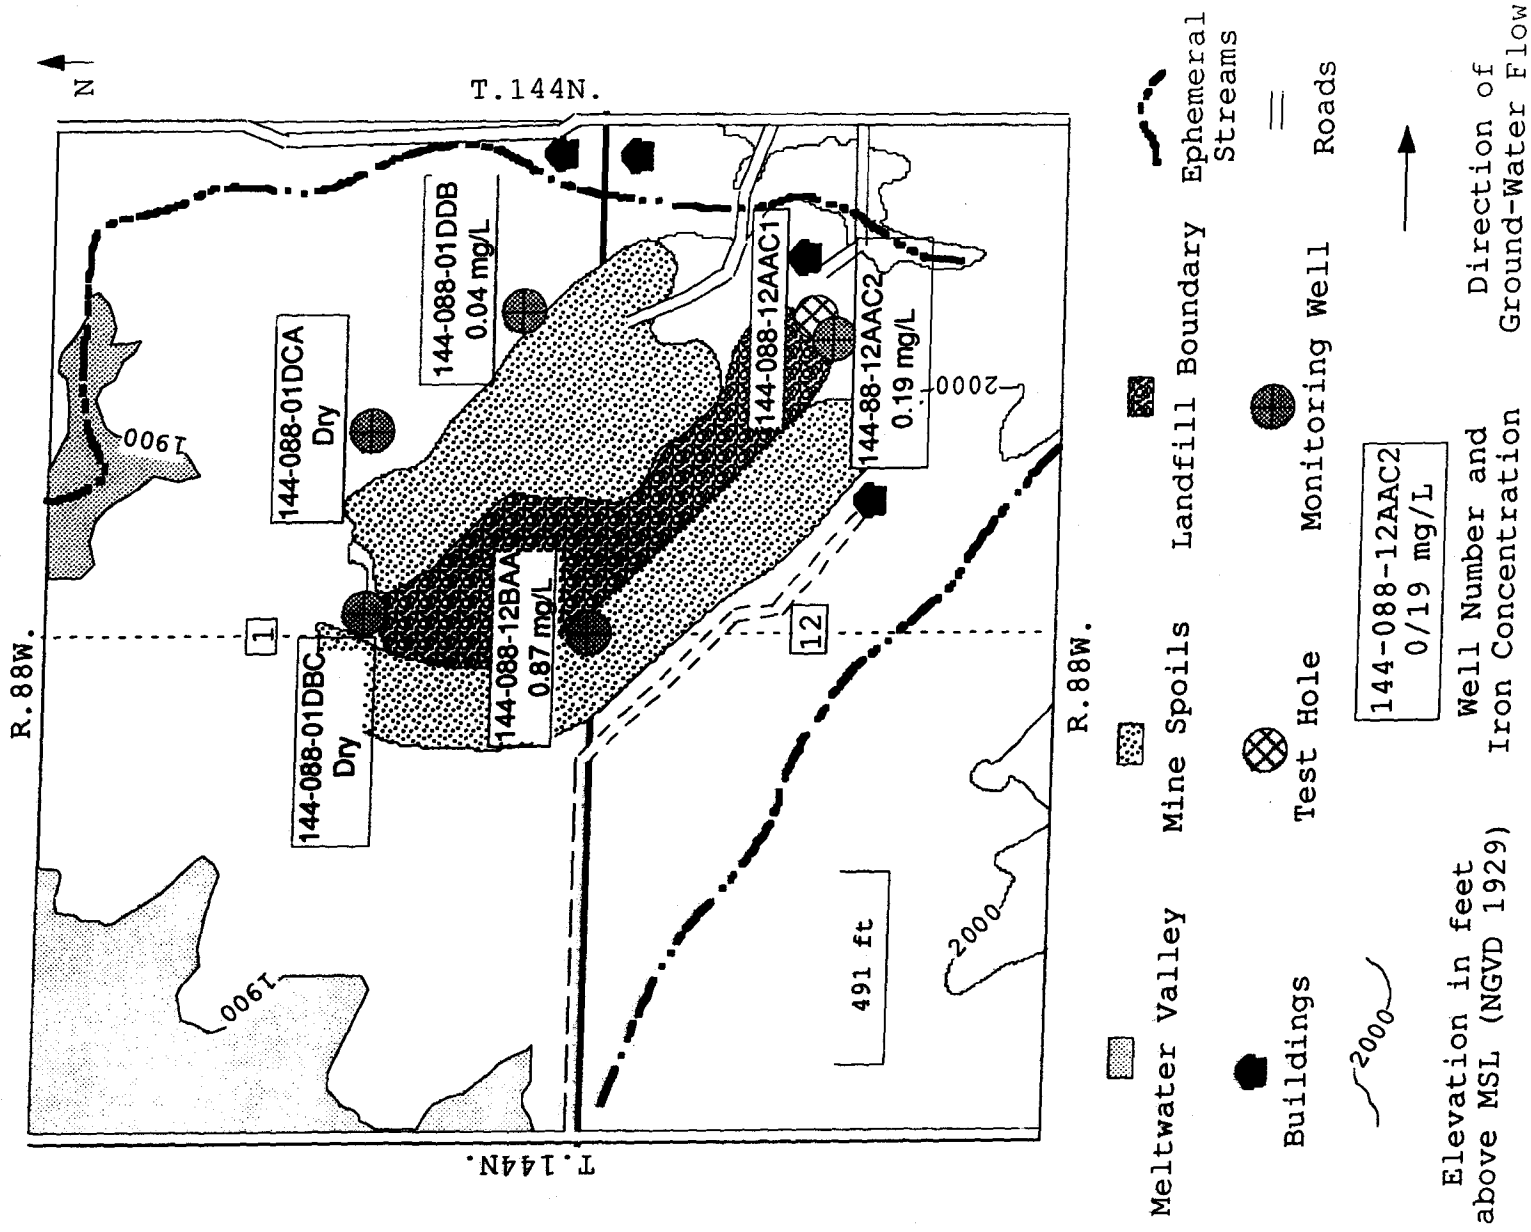 N
T.144N.
R.88W.
1900
144-088-01DCA
Dry
144-088-01DDB
0.04 mg/L
1
144-088-01DBC
Dry
144-088-12BAA
0.87 mg/L
144-088-12AAC1
144-88-12AAC2
0.19 mg/L
2000
12
1900
491 ft
2000
T.144N.
R.88W.
Meltwater Valley
Mine Spoils
Landfill Boundary
Ephemeral
Streams
Buildings
Test Hole
Monitoring Well
Roads
2000
Elevation in feet
above MSL (NGVD 1929)
144-088-12AAC2
0/19 mg/L
Well Number and
Iron Concentration
Direction of
Ground-Water Flow